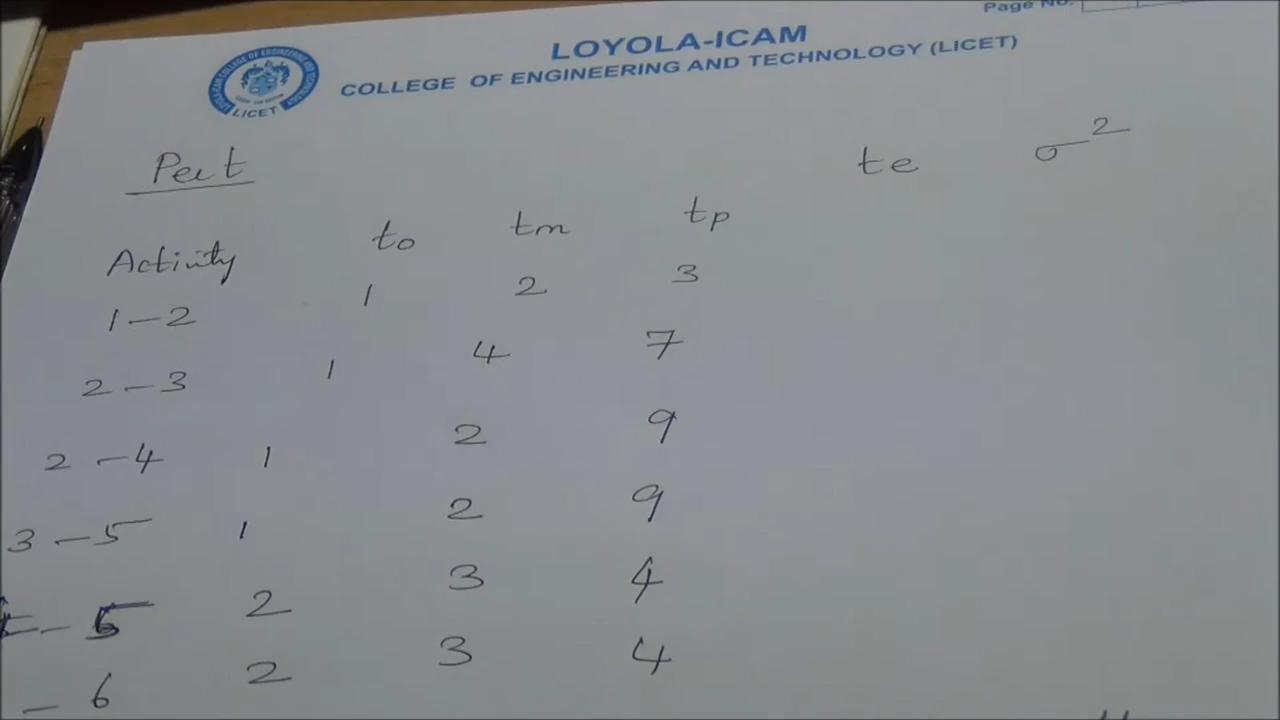 Page No.
LOYOLA-ICAM
COLLEGE OF ENGINEERING AND TECHNOLOGY (LICET)
LICET
Pert
te σ²
Activity to tm tp
1-2 1 2 3
2-3 1 4 7
2-4 1 2 9
3-5 1 2 9
- 5 2 3 4
- 6 2 3 4